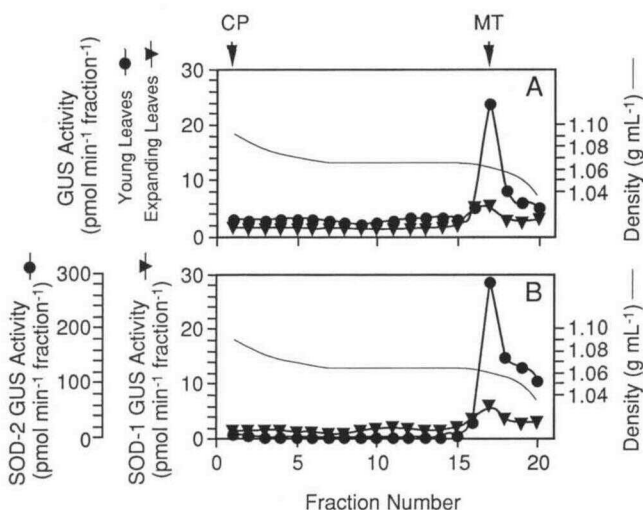 CP MT
GUS Activity
(pmol min-1 fraction-1)
Young Leaves
Expanding Leaves
30
20
10
0
A
1.10
1.08
1.06
1.04
Density (g mL-1)
SOD-2 GUS Activity
(pmol min-1 fraction-1)
300
200
100
0
SOD-1 GUS Activity
(pmol min-1 fraction-1)
30
20
10
0
B
1.10
1.08
1.06
1.04
Density (g mL-1)
0 5 10 15 20
Fraction Number